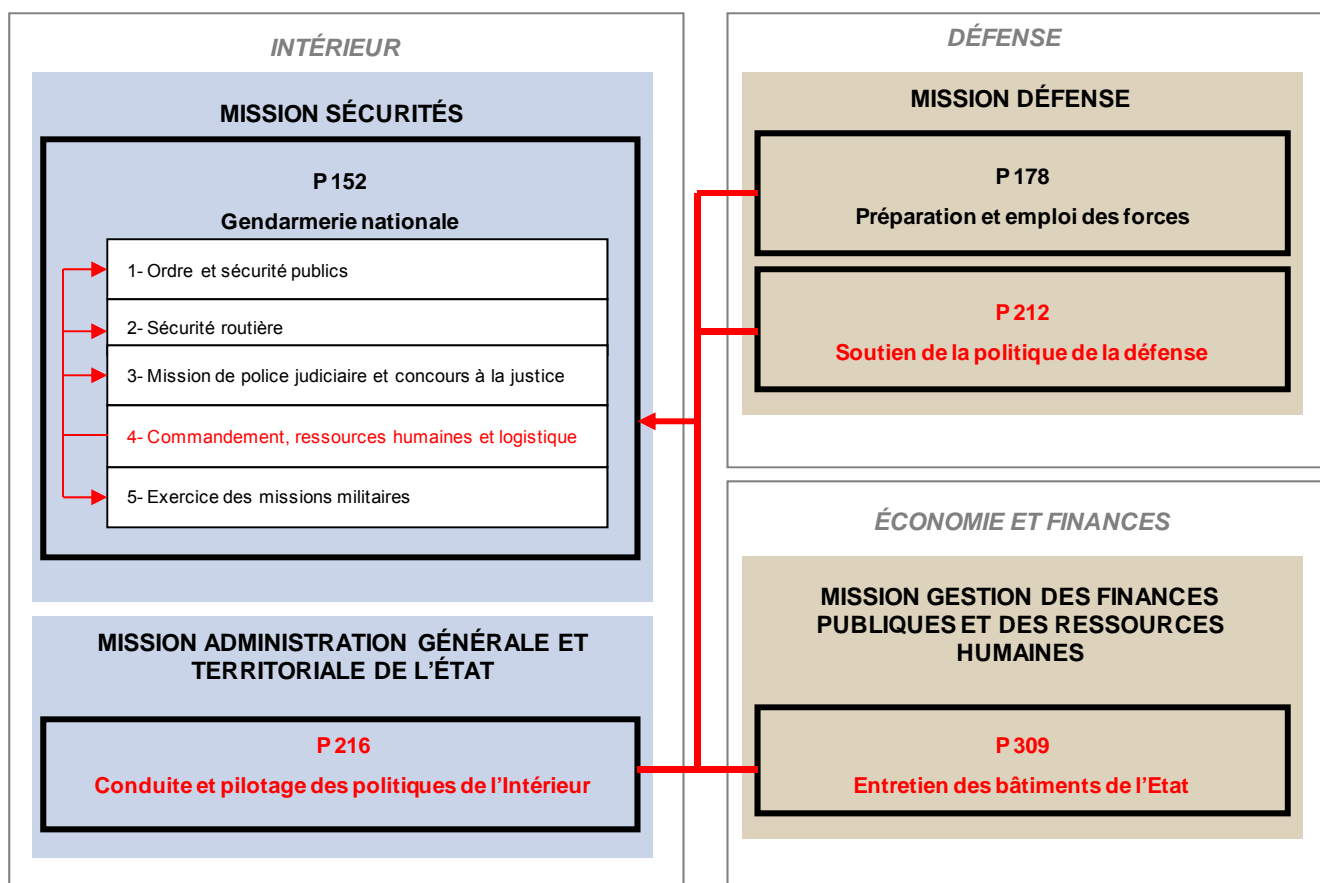 INTÉRIEUR
MISSION SÉCURITÉS
P 152
Gendarmerie nationale
1- Ordre et sécurité publics
2- Sécurité routière
3- Mission de police judiciaire et concours à la justice
4- Commandement, ressources humaines et logistique
5- Exercice des missions militaires
MISSION ADMINISTRATION GÉNÉRALE ET
TERRITORIALE DE L'ÉTAT
P 216
Conduite et pilotage des politiques de l'Intérieur
DÉFENSE
MISSION DÉFENSE
P 178
Préparation et emploi des forces
P 212
Soutien de la politique de la défense
ÉCONOMIE ET FINANCES
MISSION GESTION DES FINANCES
PUBLIQUES ET DES RESSOURCES
HUMAINES
P 309
Entretien des bâtiments de l'Etat